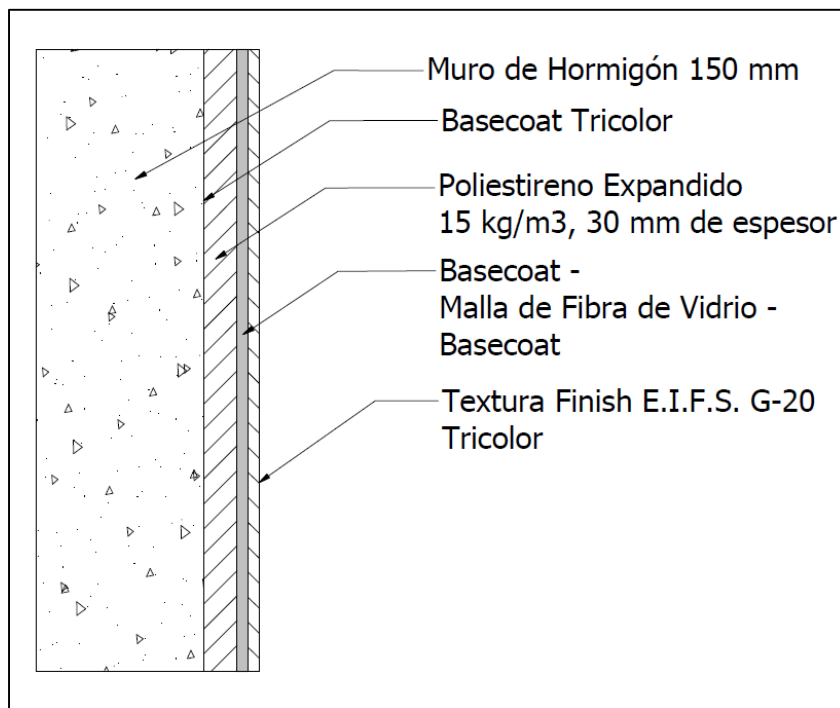 Muro de Hormigón 150 mm
Basecoat Tricolor
Poliestireno Expandido
15 kg/m3, 30 mm de espesor
Basecoat -
Malla de Fibra de Vidrio -
Basecoat
Textura Finish E.I.F.S. G-20
Tricolor